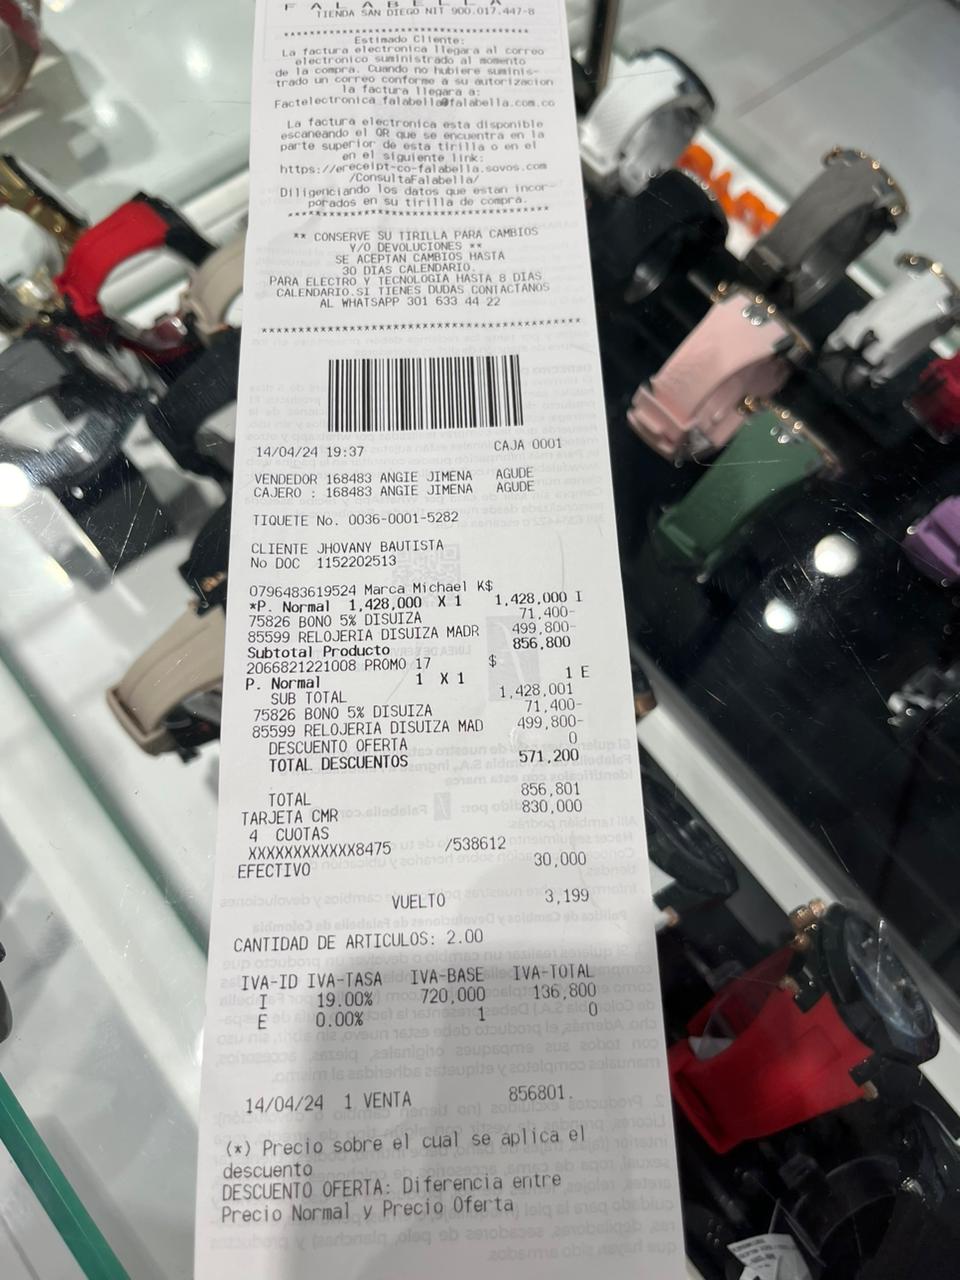 FALABELLA
TIENDA SAN DIEGO NIT 900.017.447-8
************************************
Estimado Cliente:
La factura electronica llegara al correo
electronico suministrado al momento
de la compra. Cuando no hubiere suminis-
trado un correo conforme a su autorizacion
la factura llegara a:
Factelectronica_falabella@falabella.com.co
La factura electronica esta disponible
escaneando el QR que se encuentra en la
parte superior de esta tirilla o en el
en el siguiente link:
https://ereceipt-co-falabella.sovos.com
/ConsultaFalabella/
Diligenciando los datos que estan incor-
porados en su tirilla de compra.
**************************************
** CONSERVE SU TIRILLA PARA CAMBIOS
Y/O DEVOLUCIONES **
SE ACEPTAN CAMBIOS HASTA
30 DIAS CALENDARIO.
PARA ELECTRO Y TECNOLOGIA HASTA 8 DIAS
CALENDARIO.SI TIENES DUDAS CONTACTANOS
AL WHATSAPP 301 633 44 22
******************************************
14/04/24 19:37 CAJA 0001
VENDEDOR 168483 ANGIE JIMENA AGUDE
CAJERO : 168483 ANGIE JIMENA AGUDE
TIQUETE No. 0036-0001-5282
CLIENTE JHOVANY BAUTISTA
No DOC 1152202513
0796483619524 Marca Michael K$
*P. Normal 1,428,000 X 1 1,428,000 I
75826 BONO 5% DISUIZA 71,400-
85599 RELOJERIA DISUIZA MADR 499,800-
Subtotal Producto 856,800
2066821221008 PROMO 17 $
P. Normal 1 X 1 1 E
SUB TOTAL 1,428,001
75826 BONO 5% DISUIZA 71,400-
85599 RELOJERIA DISUIZA MAD 499,800-
DESCUENTO OFERTA 0
TOTAL DESCUENTOS 571,200
TOTAL 856,801
TARJETA CMR 830,000
4 CUOTAS
XXXXXXXXXXXX8475 /538612
EFECTIVO 30,000
VUELTO 3,199
CANTIDAD DE ARTICULOS: 2.00
IVA-ID IVA-TASA IVA-BASE IVA-TOTAL
I 19.00% 720,000 136,800
E 0.00% 1 0
14/04/24 1 VENTA 856801.
(*) Precio sobre el cual se aplica el
descuento
DESCUENTO OFERTA: Diferencia entre
Precio Normal y Precio Oferta